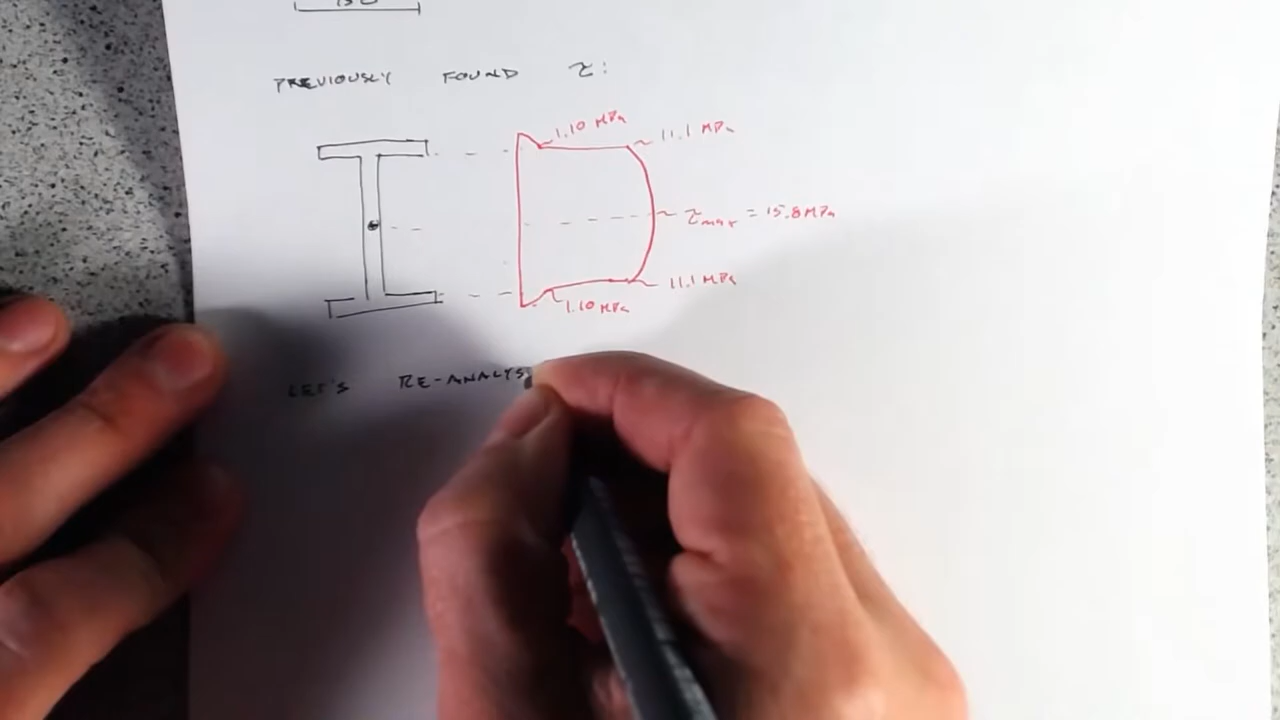 PREVIOUSLY FOUND τ:
1.10 MPa
11.1 MPa
τmax = 15.8 MPa
11.1 MPa
1.10 MPa
LET'S RE-ANALYS